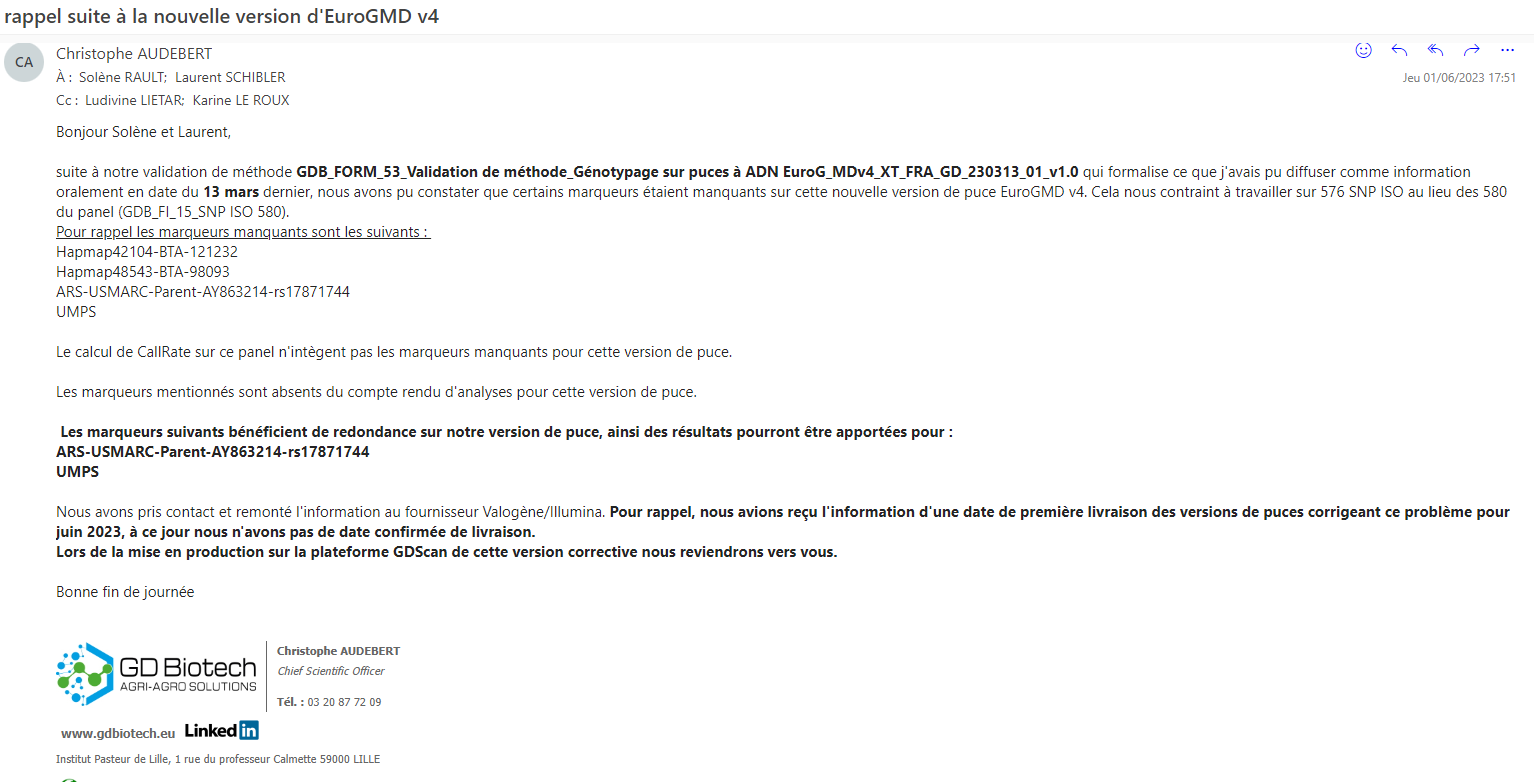 rappel suite à la nouvelle version d'EuroGMD v4
CA
Christophe AUDEBERT
À : Solène RAULT; Laurent SCHIBLER
Jeu 01/06/2023 17:51
Cc : Ludivine LIETAR; Karine LE ROUX
Bonjour Solène et Laurent,
suite à notre validation de méthode GDB_FORM_53_Validation de méthode_Génotypage sur puces à ADN EuroG_MDv4_XT_FRA_GD_230313_01_v1.0 qui formalise ce que j'avais pu diffuser comme information
oralement en date du 13 mars dernier, nous avons pu constater que certains marqueurs étaient manquants sur cette nouvelle version de puce EuroGMD v4. Cela nous contraint à travailler sur 576 SNP ISO au lieu des 580
du panel (GDB_FI_15_SNP ISO 580).
Pour rappel les marqueurs manquants sont les suivants :
Hapmap42104-BTA-121232
Hapmap48543-BTA-98093
ARS-USMARC-Parent-AY863214-rs17871744
UMPS
Le calcul de CallRate sur ce panel n'intègent pas les marqueurs manquants pour cette version de puce.
Les marqueurs mentionnés sont absents du compte rendu d'analyses pour cette version de puce.
Les marqueurs suivants bénéficient de redondance sur notre version de puce, ainsi des résultats pourront être apportées pour :
ARS-USMARC-Parent-AY863214-rs17871744
UMPS
Nous avons pris contact et remonté l'information au fournisseur Valogène/Illumina. Pour rappel, nous avions reçu l'information d'une date de première livraison des versions de puces corrigeant ce problème pour
juin 2023, à ce jour nous n'avons pas de date confirmée de livraison.
Lors de la mise en production sur la plateforme GDScan de cette version corrective nous reviendrons vers vous.
Bonne fin de journée
GD Biotech
AGRI-AGRO SOLUTIONS
Christophe AUDEBERT
Chief Scientific Officer
Tél. : 03 20 87 72 09
www.gdbiotech.eu LinkedIn
Institut Pasteur de Lille, 1 rue du professeur Calmette 59000 LILLE